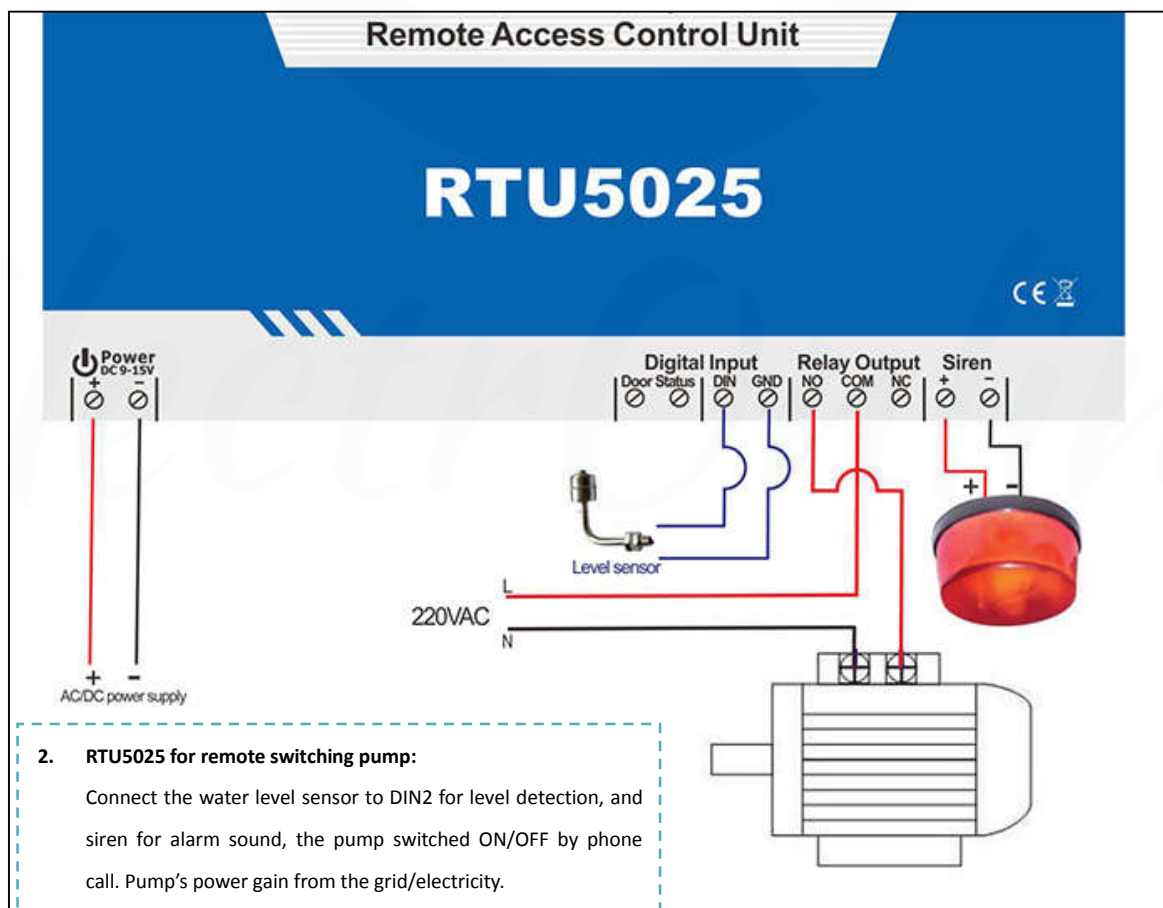 Remote Access Control Unit
RTU5025
CE
Power
DC 9-15V
+ -
Digital Input Relay Output Siren
Door Status DIN GND NO COM NC + -
+ -
Level sensor
L
220VAC
N
+ -
AC/DC power supply
2. RTU5025 for remote switching pump:
Connect the water level sensor to DIN2 for level detection, and
siren for alarm sound, the pump switched ON/OFF by phone
call. Pump's power gain from the grid/electricity.